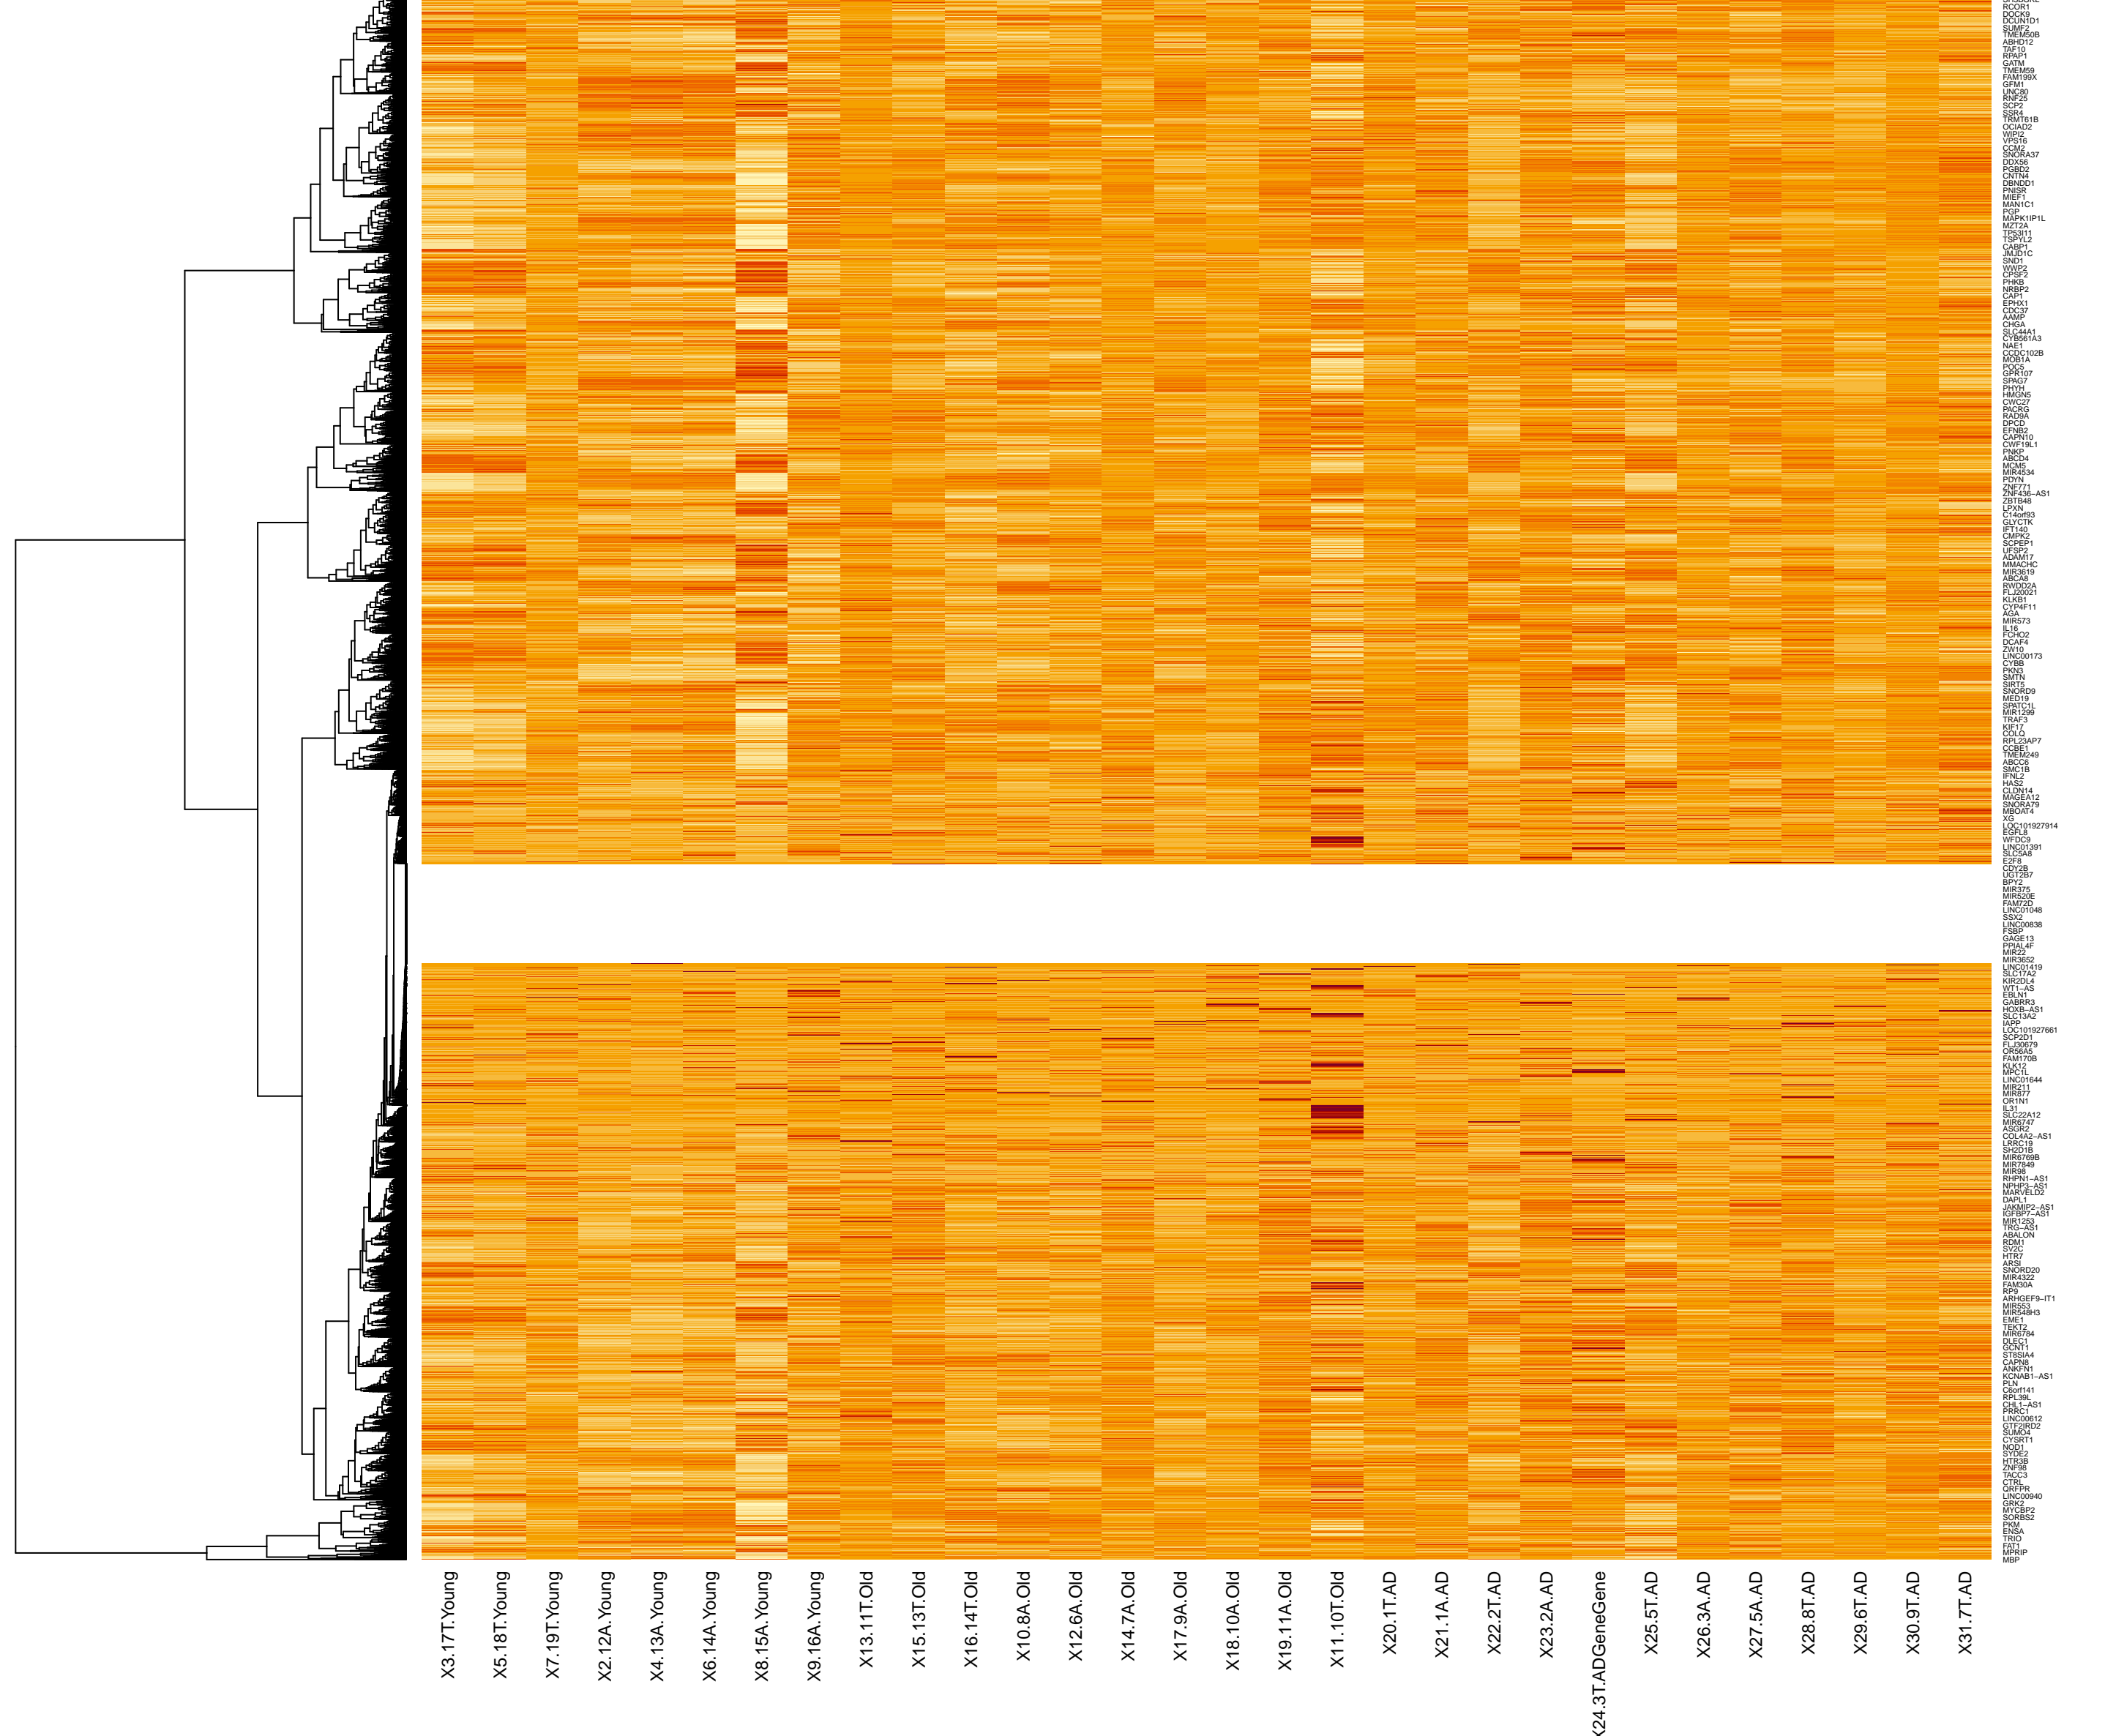 RCOR1
DOCK9
DCUN1D1
SUMF2
TMEM50B
ABHD12
TAF10
RPAP1
GATM
TMEM59
FAM199X
GFM1
UNC80
RNF25
SCP2
SSR4
TRMT61B
OCIAD2
WIPI2
VPS16
CCM2
SNORA37
DDX56
PGBD2
CNTN4
DBNDD1
PNISR
MIEF1
MAN1C1
PGP
MAPK1IP1L
MZT2A
TP53I11
TSPYL2
CABP1
JMJD1C
SND1
WWP2
CPSF2
PHKB
NRBP2
CAP1
EPHX1
CDC37
AAMP
CHGA
SLC44A1
CYB561A3
NAE1
CCDC102B
MOB1A
POC5
GPR107
SPAG7
PHYH
HMGN5
CWC27
PACRG
RAD9A
DPCD
EFNB2
CAPN10
CWF19L1
PNKP
ABCD4
MCM5
MIR4534
PDYN
ZNF771
ZNF436−AS1
ZBTB48
LPXN
C14orf93
GLYCTK
IFT140
CMPK2
SCPEP1
UFSP2
ADAM17
MMACHC
MIR3619
ABCA8
RWDD2A
FLJ20021
KLKB1
CYP4F11
AGA
MIR573
IL16
FCHO2
DCAF4
ZW10
LINC00173
CYBB
PKN3
SMTN
SIRT5
SNORD9
MED19
SPATC1L
MIR1299
TRAF3
KIF17
COLQ
RPL23AP7
CCBE1
TMEM249
ABCC6
SMC1B
IFNL2
HAS2
CLDN14
MAGEA12
SNORA79
MBOAT4
XG
LOC101927914
EGFL8
WFDC9
LINC01391
SLC5A8
E2F8
CDY2B
UGT2B7
BPY2
MIR375
MIR520E
FAM72D
LINC01048
SSX2
LINC00838
FSBP
GAGE13
PPIAL4F
MIR22
MIR3652
LINC01419
SLC17A2
KIR2DL4
WT1−AS
EBLN1
GABRR3
HOXB−AS1
SLC13A2
IAPP
LOC101927661
SCP2D1
FLJ30679
OR56A5
FAM170B
KLK12
MPC1L
LINC01644
MIR211
MIR877
OR1N1
IL31
SLC22A12
MIR6747
ASGR2
COL4A2−AS1
LRRC19
SH2D1B
MIR6769B
MIR7849
MIR98
RHPN1−AS1
NPHP3−AS1
MARVELD2
DAPL1
JAKMIP2−AS1
IGFBP7−AS1
MIR1253
TRG−AS1
ABALON
RDM1
SV2C
HTR7
ARSI
SNORD20
MIR4322
FAM30A
RP9
ARHGEF9−IT1
MIR553
MIR548H3
EME1
TEKT2
MIR6784
DLEC1
GCNT1
ST8SIA4
CAPN8
ANKFN1
KCNAB1−AS1
PLN
C6orf141
RPL39L
CHL1−AS1
PRRC1
LINC00612
GTF2IRD2
SUMO4
CYSRT1
NOD1
SYDE2
HTR3B
ZNF98
TACC3
CTRL
QRFPR
LINC00940
GRK2
MYCBP2
SORBS2
PKM
ENSA
TRIO
FAT1
MPRIP
MBP
X3.17T.Young
X5.18T.Young
X7.19T.Young
X2.12A.Young
X4.13A.Young
X6.14A.Young
X8.15A.Young
X9.16A.Young
X13.11T.Old
X15.13T.Old
X16.14T.Old
X10.8A.Old
X12.6A.Old
X14.7A.Old
X17.9A.Old
X18.10A.Old
X19.11A.Old
X11.10T.Old
X20.1T.AD
X21.1A.AD
X22.2T.AD
X23.2A.AD
X24.3T.ADGeneGene
X25.5T.AD
X26.3A.AD
X27.5A.AD
X28.8T.AD
X29.6T.AD
X30.9T.AD
X31.7T.AD